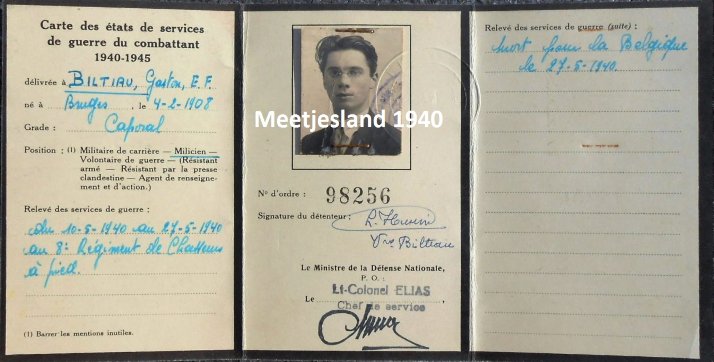 Carte des états de services
de guerre du combattant
1940-1945
délivrée à BILTIAU, Gaston, E.F.
né à Bruges, le 4-2-1908
Grade : Caporal
Position : (1) Militaire de carrière — Milicien —
Volontaire de guerre — (Résistant
armé — Résistant par la presse
clandestine — Agent de renseigne-
ment et d'action.)
Relevé des services de guerre :
du 10-5-1940 au 27-5-1940
au 8e Régiment de Chasseurs
à pied.
(1) Barrer les mentions inutiles.
Meetjesland 1940
N° d'ordre : 98256
Signature du détenteur :
Vve Biltiau
Le Ministre de la Défense Nationale,
P. O. :
Lt-Colonel ELIAS
Le
Chef de service
Relevé des services de guerre (suite) :
Mort pour la Belgique
le 27-5-1940.